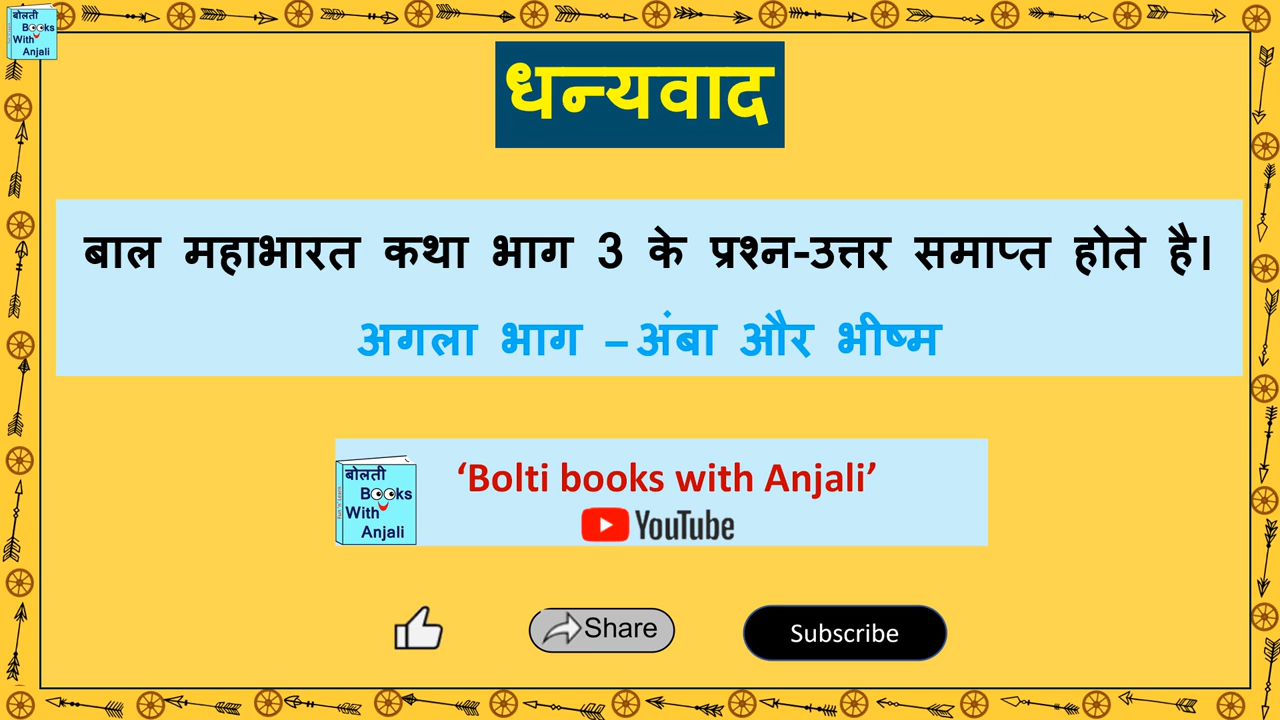 बोलती
Books
With
Anjali
धन्यवाद
बाल महाभारत कथा भाग 3 के प्रश्न-उत्तर समाप्त होते है।
अगला भाग – अंबा और भीष्म
बोलती
Books
With
Anjali
‘Bolti books with Anjali’
YouTube
Share
Subscribe